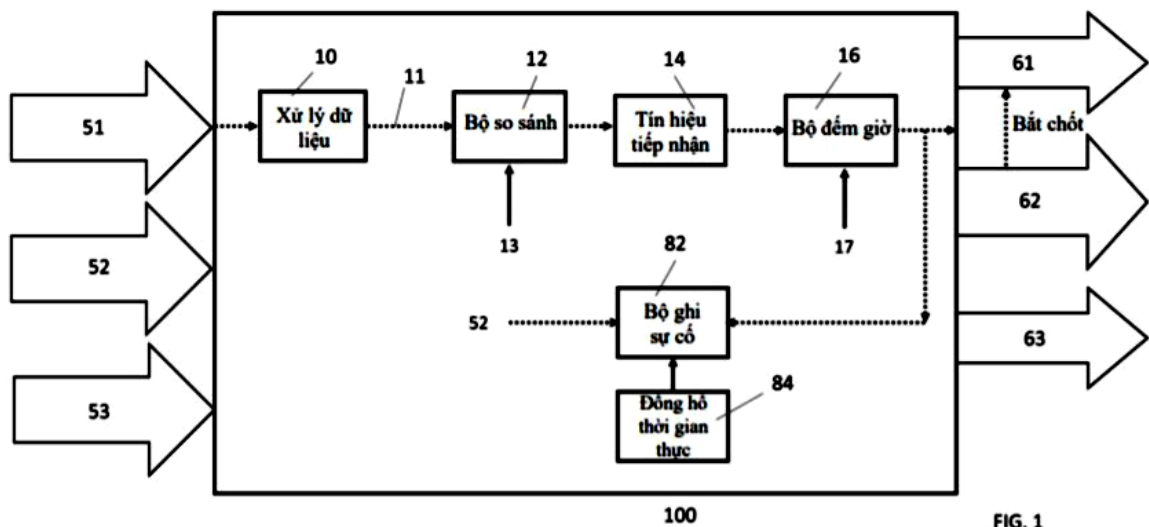 10
11
12
14
16
61
51
Xử lý dữ
liệu
Bộ so sánh
Tín hiệu
tiếp nhận
Bộ đếm giờ
Bắt chốt
62
13
82
17
52
52
Bộ ghi
sự cố
63
53
84
Đồng hồ
thời gian
thực
100
FIG. 1